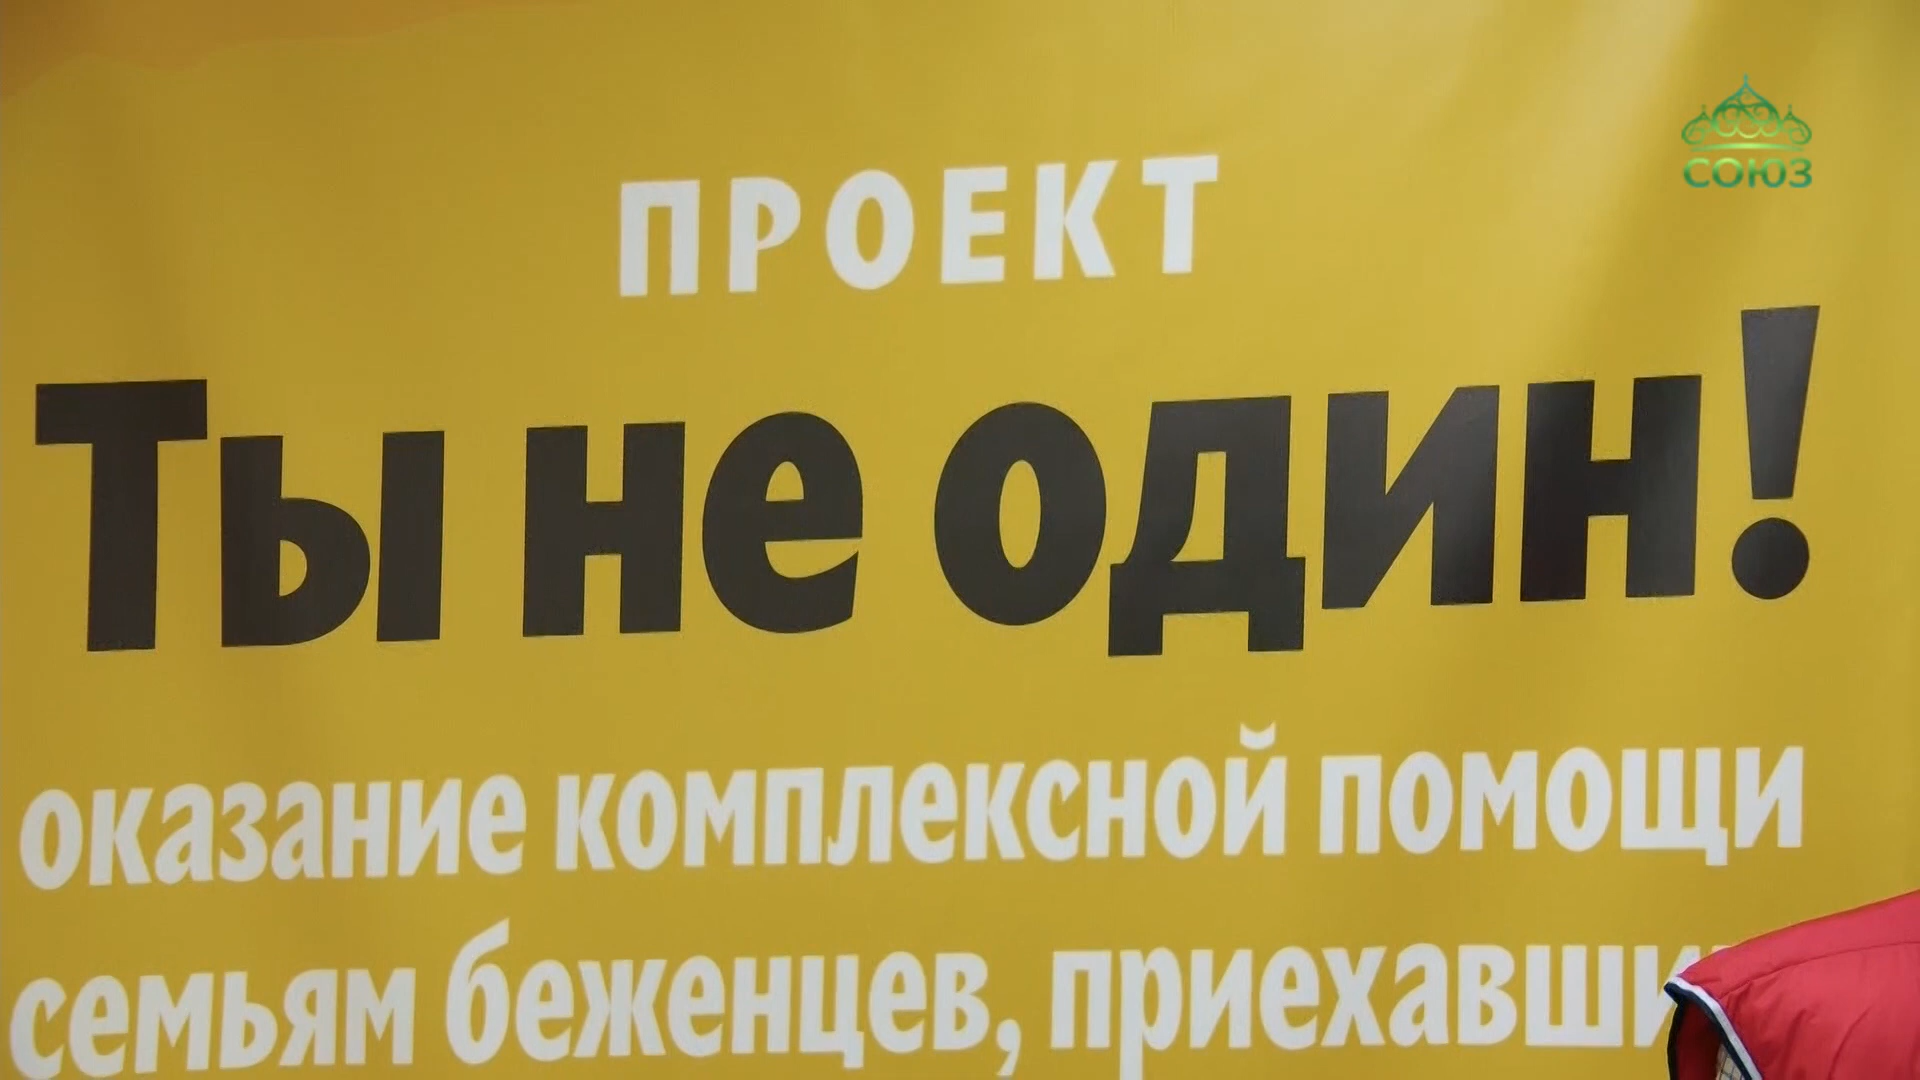 СОЮЗ
ПРОЕКТ
Ты не один!
оказание комплексной помощи
семьям беженцев,